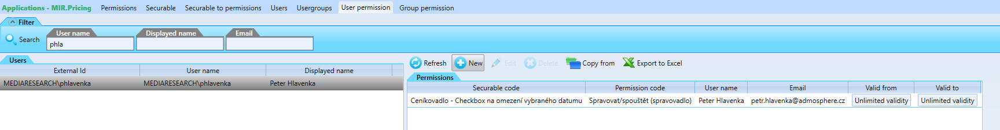 Applications - MIR.Pricing Permissions Securable Securable to permissions Users Usergroups User permission Group permission
Filter
User name Displayed name Email
Search phla
Users
External Id User name Displayed name
MEDIARESEARCH\phlavenka MEDIARESEARCH\phlavenka Peter Hlavenka
Refresh New Edit Delete Copy from Export to Excel
Permissions
Securable code Permission code User name Email Valid from Valid to
Ceníkovadlo - Checkbox na omezení vybraného datumu Spravovat/spouštět (spravovadlo) Peter Hlavenka petr.hlavenka@admosphere.cz Unlimited validity Unlimited validity